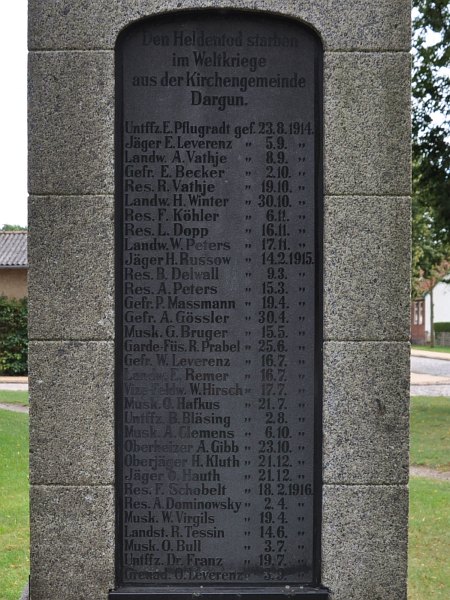 Den Heldentod starben
im Weltkriege
aus der Kirchengemeinde
Dargun.
Untffz. E. Pflugradt gef. 23.8.1914.
Jäger E. Leverenz " 5.9. "
Landw. A. Vathje " 8.9. "
Gefr. E. Becker " 2.10. "
Res. R. Vathje " 19.10. "
Landw. H. Winter " 30.10. "
Res. F. Köhler " 6.11. "
Res. L. Dopp " 16.11. "
Landw. W. Peters " 17.11. "
Jäger H. Russow " 14.2.1915.
Res. B. Delwall " 9.3. "
Res. A. Peters " 15.3. "
Gefr. P. Massmann " 19.4. "
Gefr. A. Gössler " 30.4. "
Musk. G. Bruger " 15.5. "
Garde-Füs. R. Prabel " 25.6. "
Gefr. W. Leverenz " 16.7. "
Landw. E. Remer " 16.7. "
Vize-Feldw. W. Hirsch " 17.7. "
Musk. O. Hafkus " 21.7. "
Untffz. B. Bläsing " 2.8. "
Musk. A. Clemens " 6.10. "
Oberheizer A. Gibb " 23.10. "
Oberjäger H. Kluth " 21.12. "
Jäger G. Hauth " 21.12. "
Res. F. Schobelt " 18.2.1916.
Res. A. Dominowsky " 2.4. "
Musk. W. Virgils " 19.4. "
Landst. R. Tessin " 14.6. "
Musk. O. Bull " 3.7. "
Untffz. Dr. Franz " 19.7. "
Grenad. O. Leverenz "